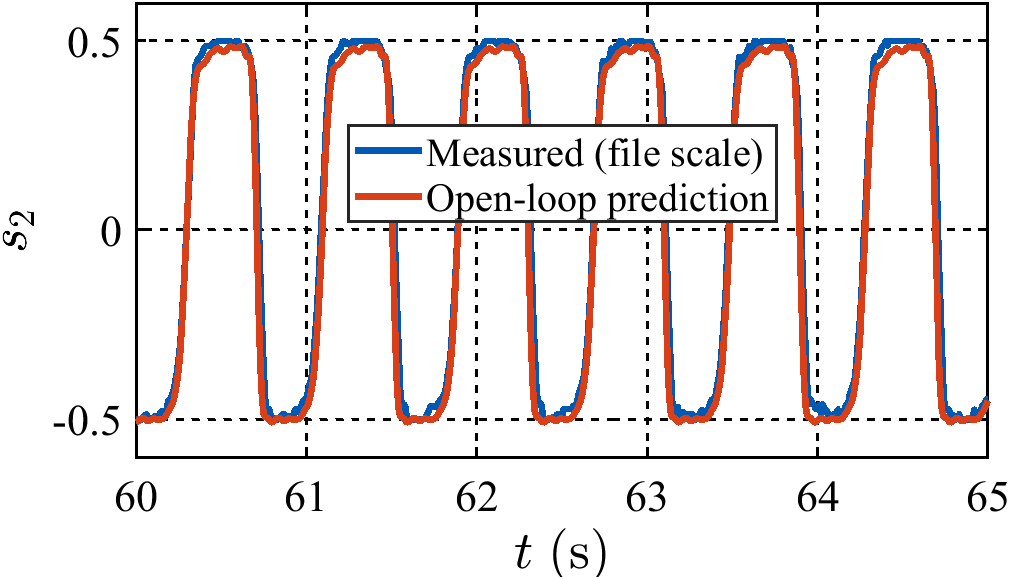 0.5
Measured (file scale)
Open-loop prediction
s₂
0
-0.5
60 61 62 63 64 65
t (s)